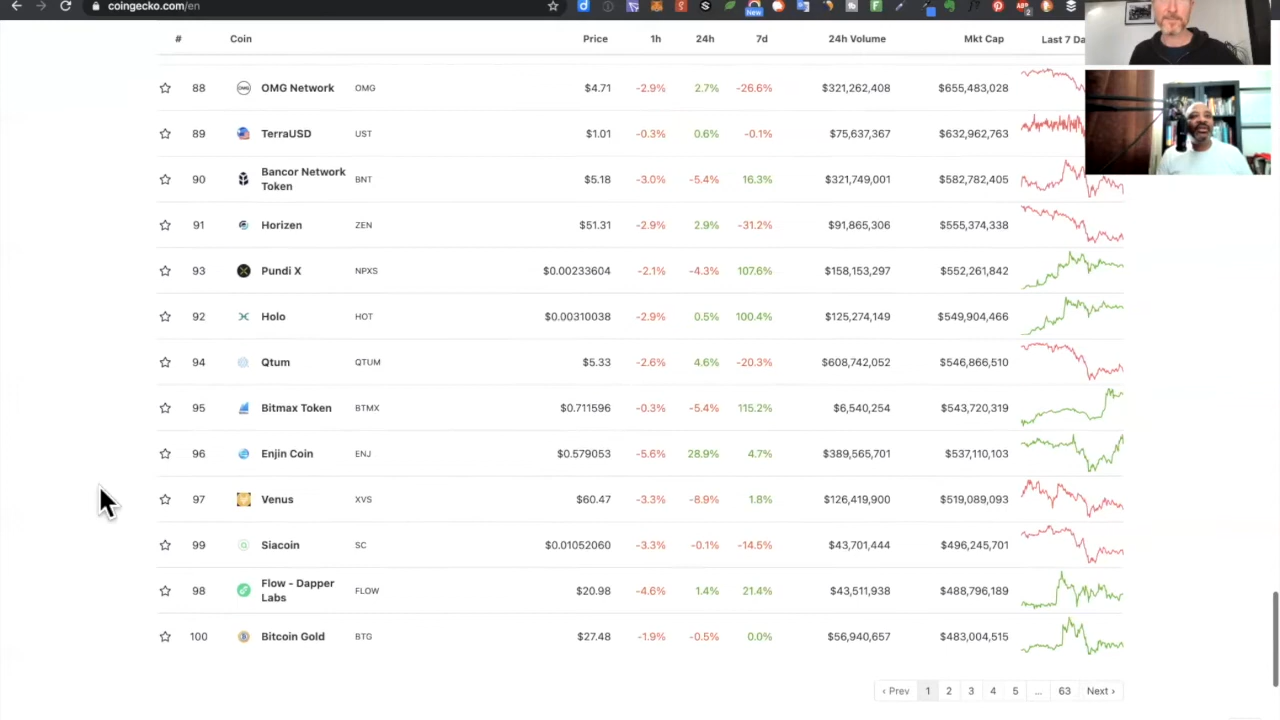 coingecko.com/en
New
2
# Coin Price 1h 24h 7d 24h Volume Mkt Cap Last 7 Da
88 OMG Network OMG $4.71 -2.9% 2.7% -26.6% $321,262,408 $655,483,028
89 TerraUSD UST $1.01 -0.3% 0.6% -0.1% $75,637,367 $632,962,763
90 Bancor Network Token BNT $5.18 -3.0% -5.4% 16.3% $321,749,001 $582,782,405
91 Horizen ZEN $51.31 -2.9% 2.9% -31.2% $91,865,306 $555,374,338
93 Pundi X NPXS $0.00233604 -2.1% -4.3% 107.6% $158,153,297 $552,261,842
92 Holo HOT $0.00310038 -2.9% 0.5% 100.4% $125,274,149 $549,904,466
94 Qtum QTUM $5.33 -2.6% 4.6% -20.3% $608,742,052 $546,866,510
95 Bitmax Token BTMX $0.711596 -0.3% -5.4% 115.2% $6,540,254 $543,720,319
96 Enjin Coin ENJ $0.579053 -5.6% 28.9% 4.7% $389,565,701 $537,110,103
97 Venus XVS $60.47 -3.3% -8.9% 1.8% $126,419,900 $519,089,093
99 Siacoin SC $0.01052060 -3.3% -0.1% -14.5% $43,701,444 $496,245,701
98 Flow - Dapper Labs FLOW $20.98 -4.6% 1.4% 21.4% $43,511,938 $488,796,189
100 Bitcoin Gold BTG $27.48 -1.9% -0.5% 0.0% $56,940,657 $483,004,515
‹ Prev 1 2 3 4 5 ... 63 Next ›